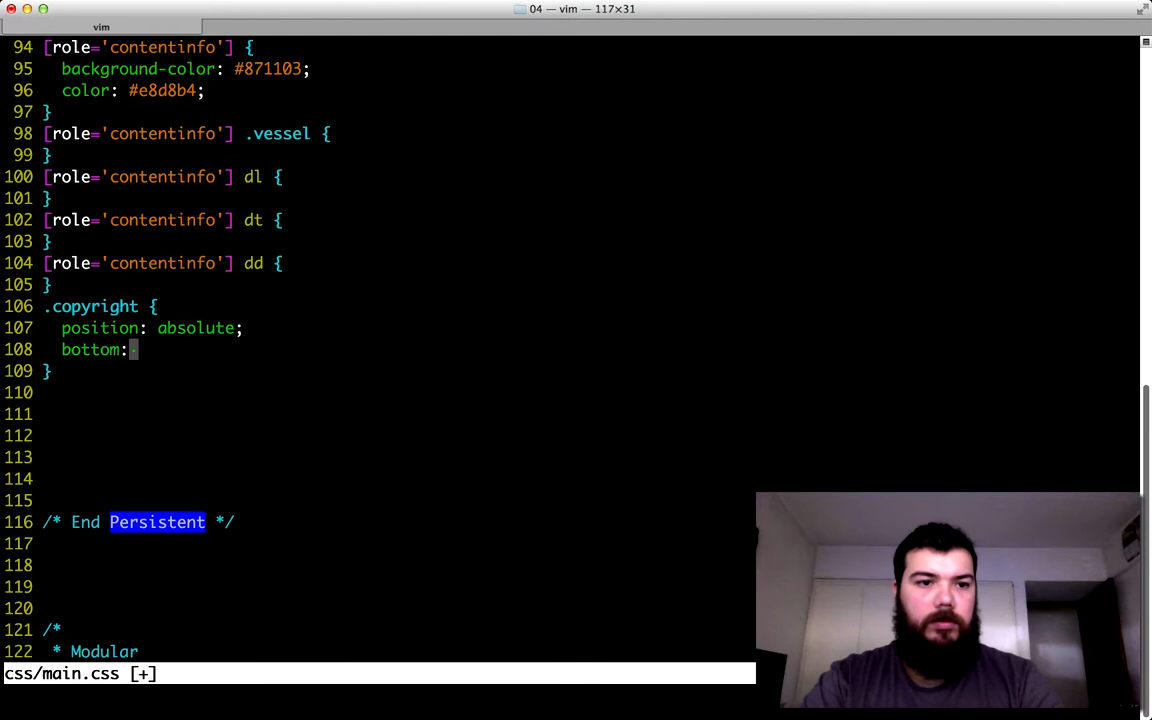 04 — vim — 117×31
vim
94 [role='contentinfo'] {
95 background-color: #871103;
96 color: #e8d8b4;
97 }
98 [role='contentinfo'] .vessel {
99 }
100 [role='contentinfo'] dl {
101 }
102 [role='contentinfo'] dt {
103 }
104 [role='contentinfo'] dd {
105 }
106 .copyright {
107 position: absolute;
108 bottom:·
109 }
110
111
112
113
114
115
116 /* End Persistent */
117
118
119
120
121 /*
122 * Modular
css/main.css [+]